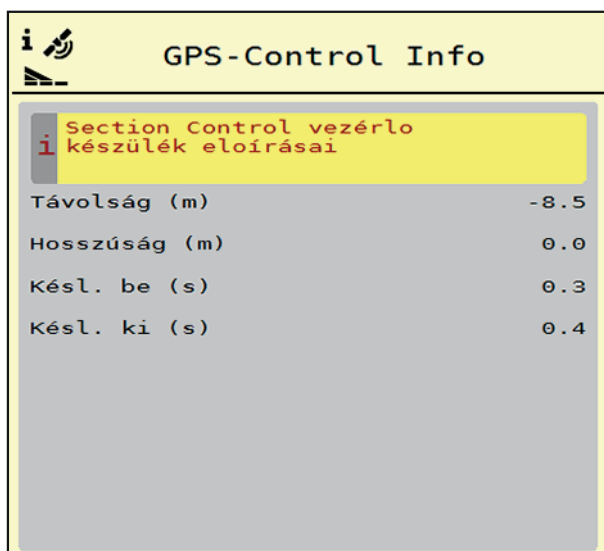 i
GPS-Control Info
i
Section Control vezérlo
készülék eloírásai
Távolság (m) -8.5
Hosszúság (m) 0.0
Késl. be (s) 0.3
Késl. ki (s) 0.4